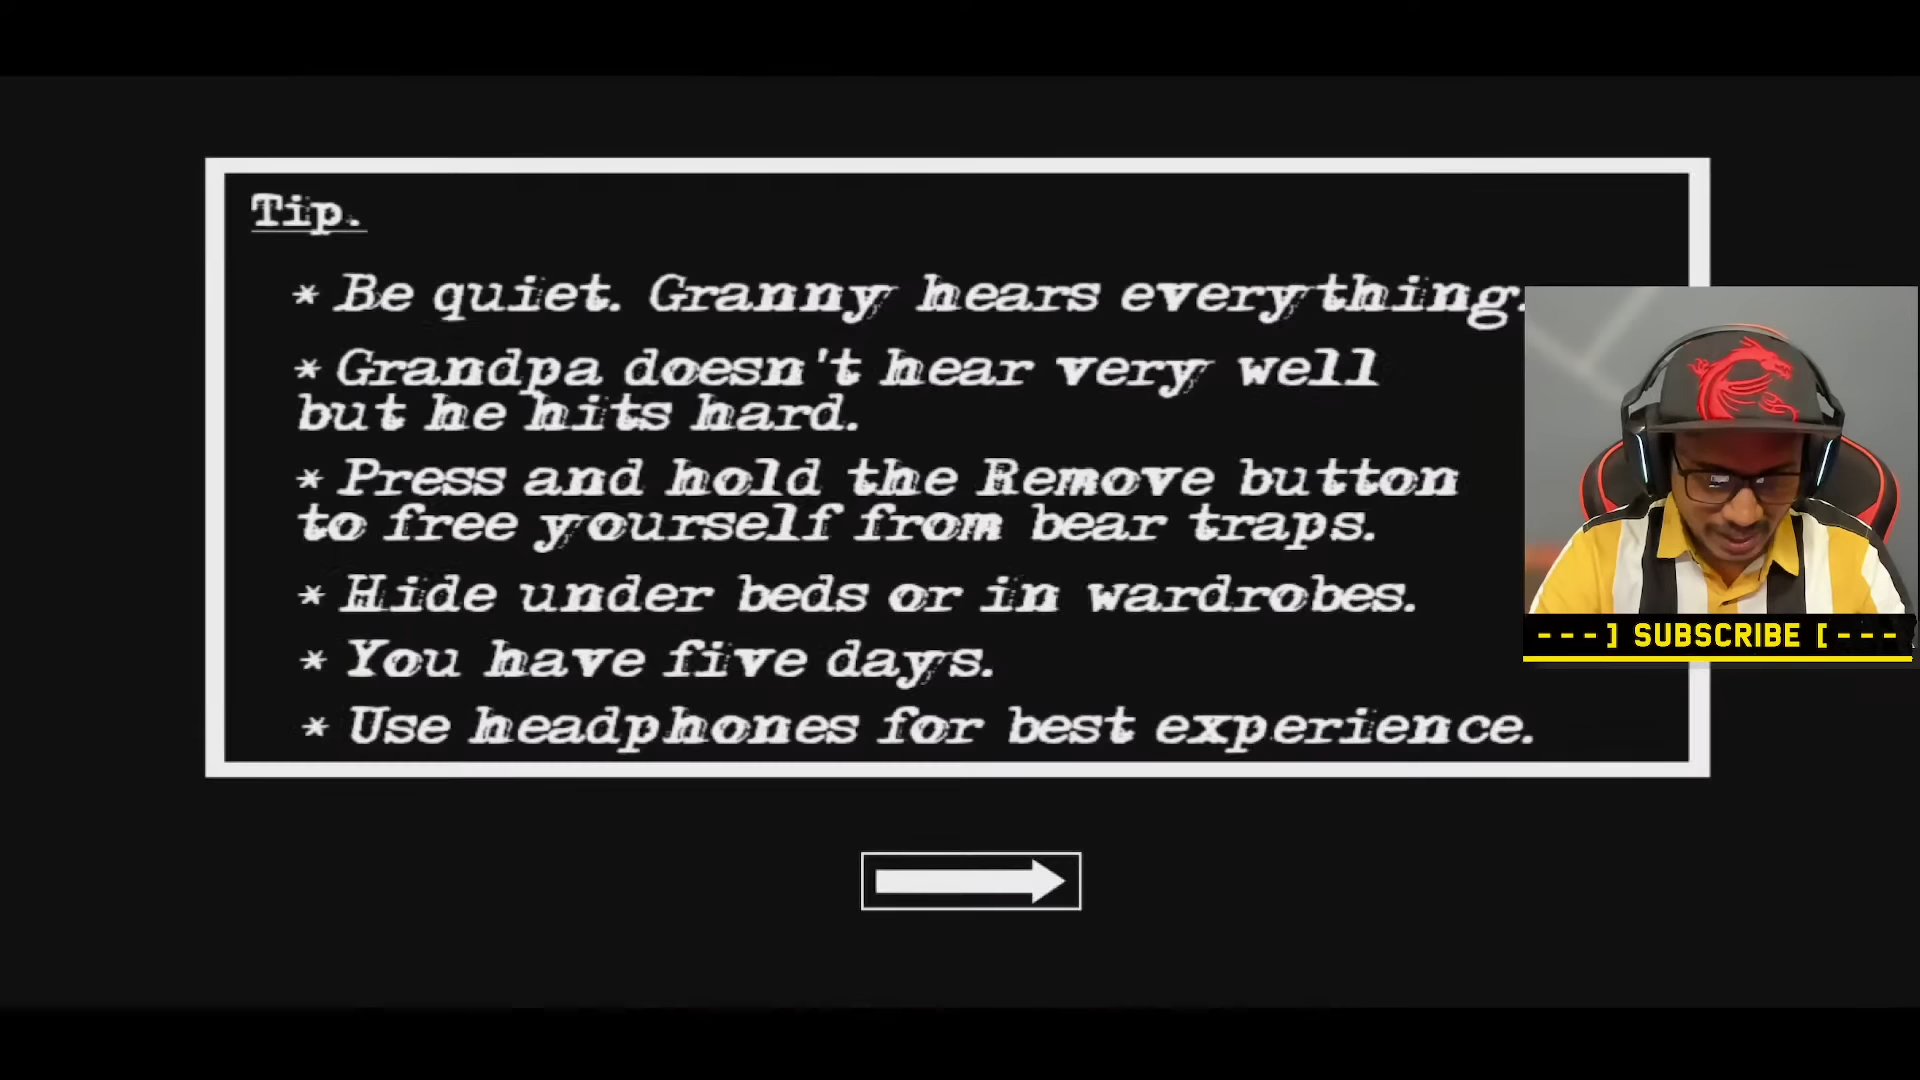 Tip.
* Be quiet. Granny hears everything.
* Grandpa doesn't hear very well
but he hits hard.
* Press and hold the Remove button
to free yourself from bear traps.
* Hide under beds or in wardrobes.
* You have five days.
* Use headphones for best experience.
---] SUBSCRIBE [---